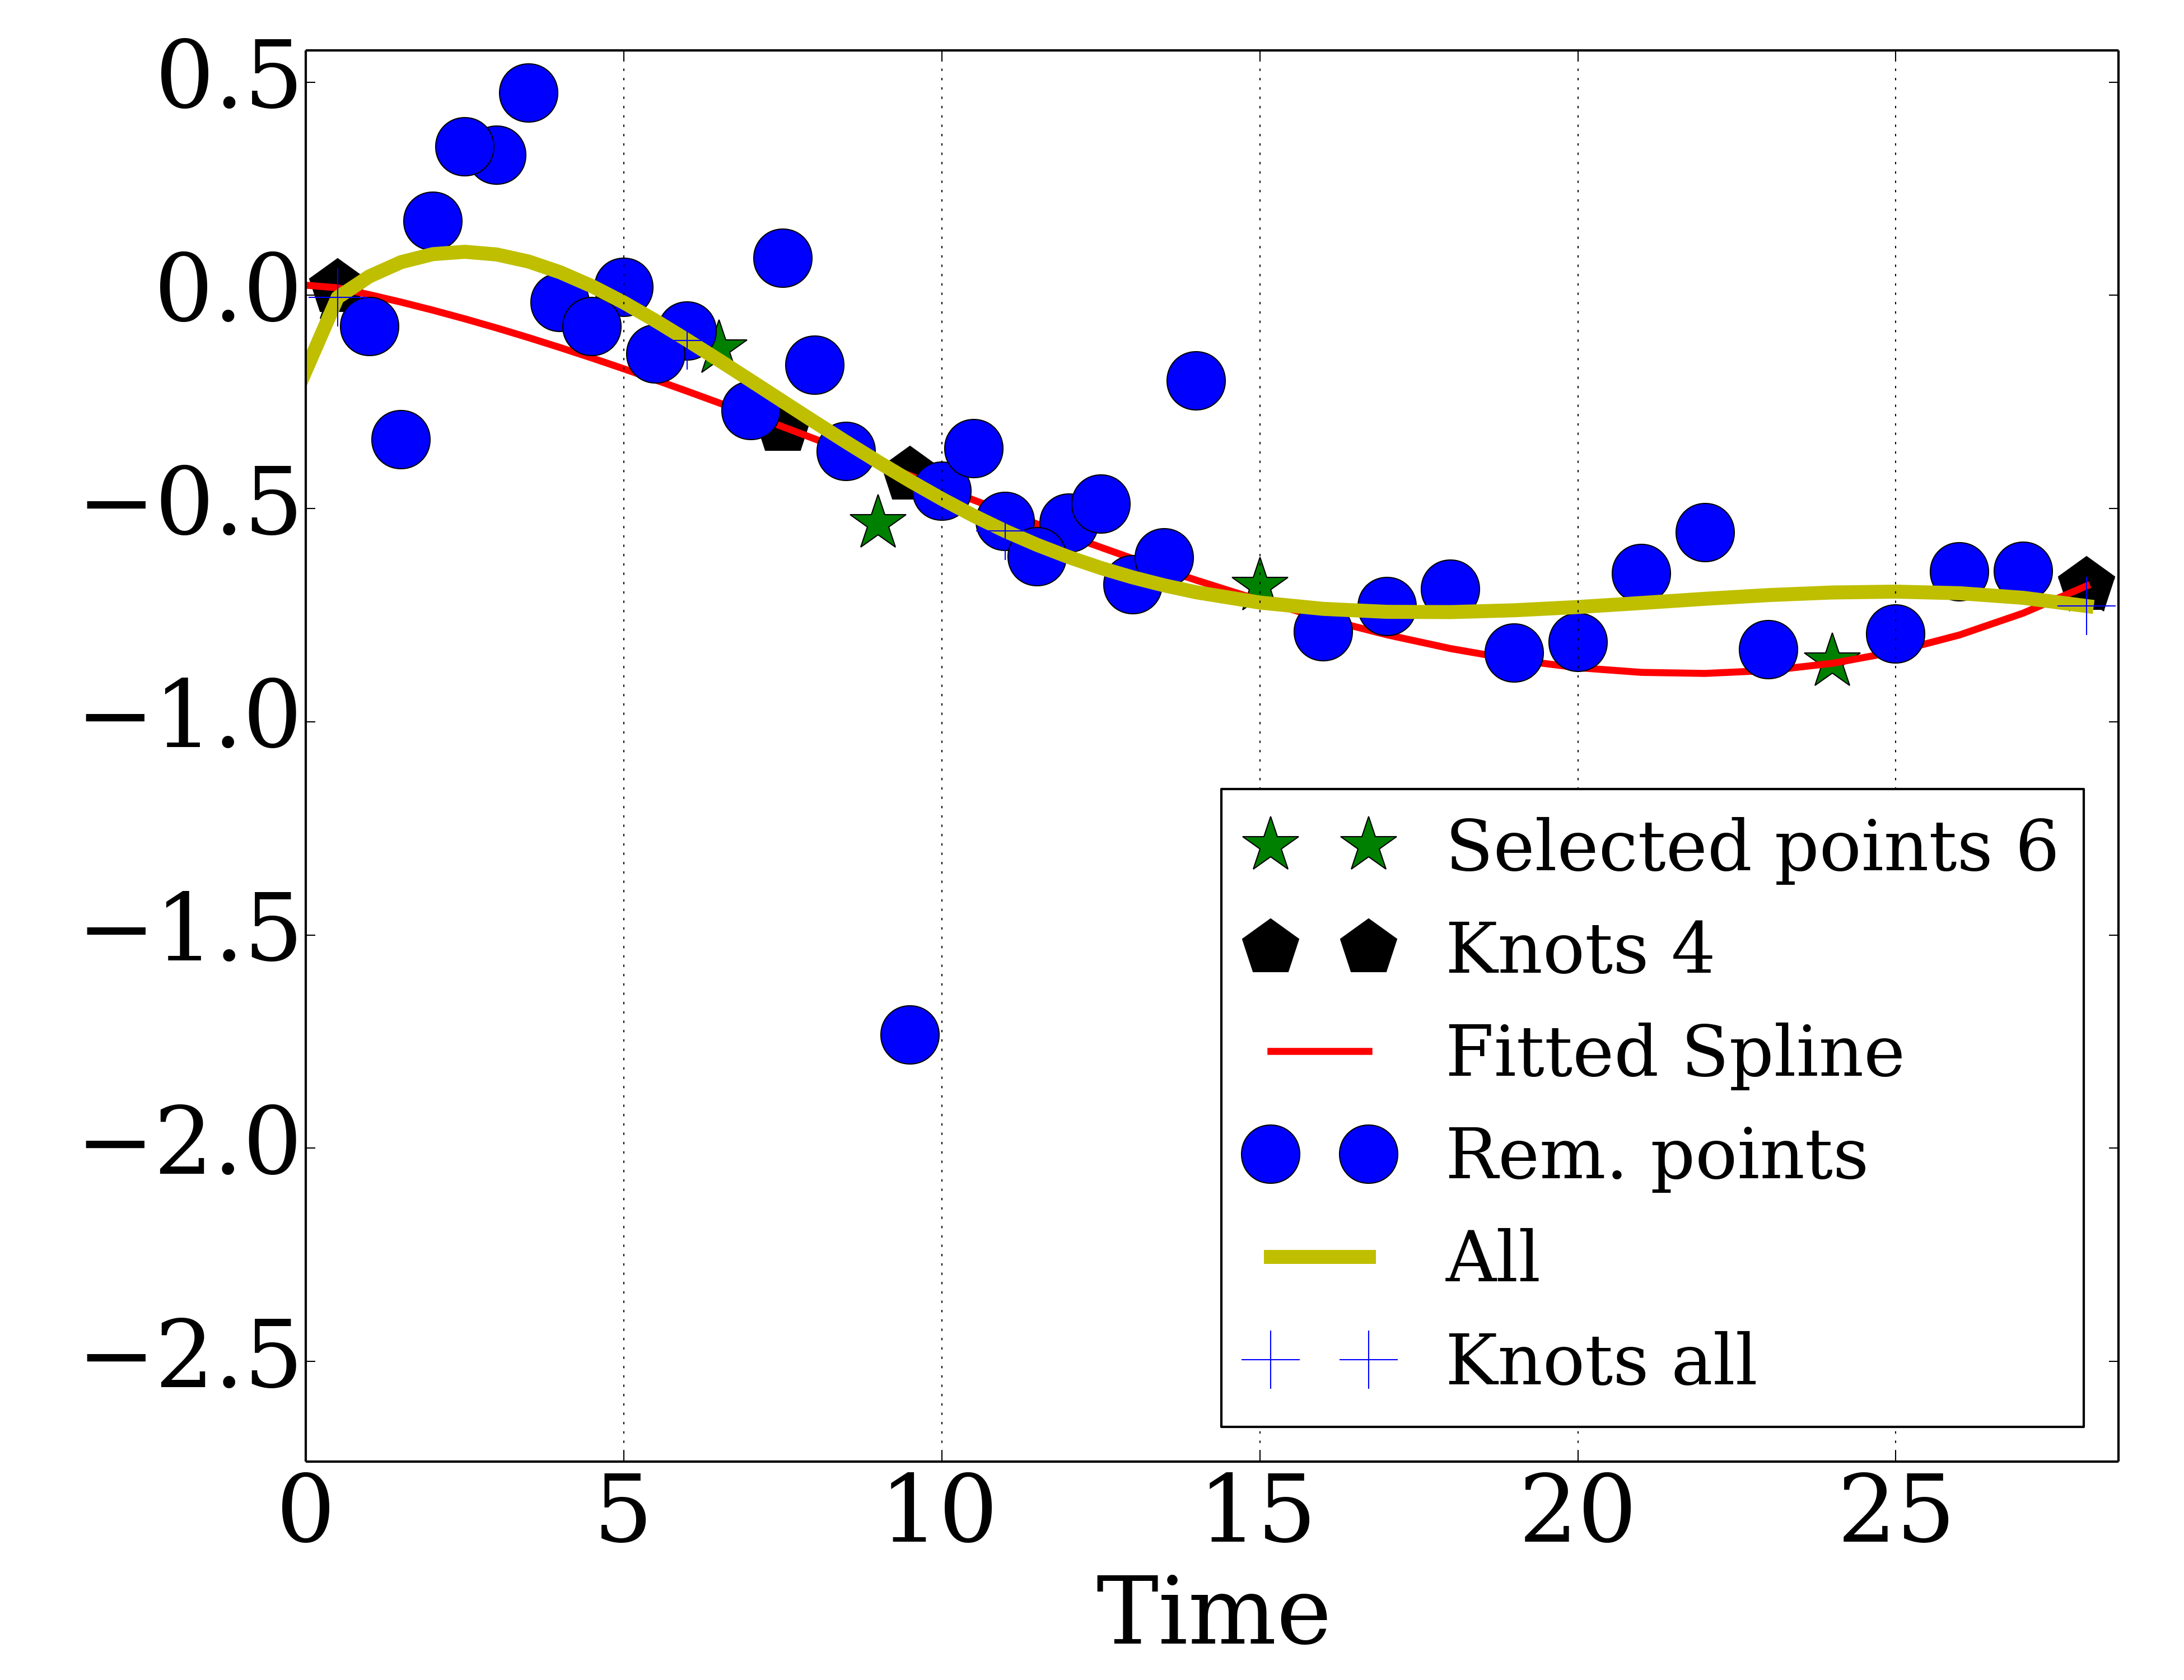 0.5
0.0
−0.5
−1.0
−1.5
−2.0
−2.5
0 5 10 15 20 25
Time
Selected points 6
Knots 4
Fitted Spline
Rem. points
All
Knots all